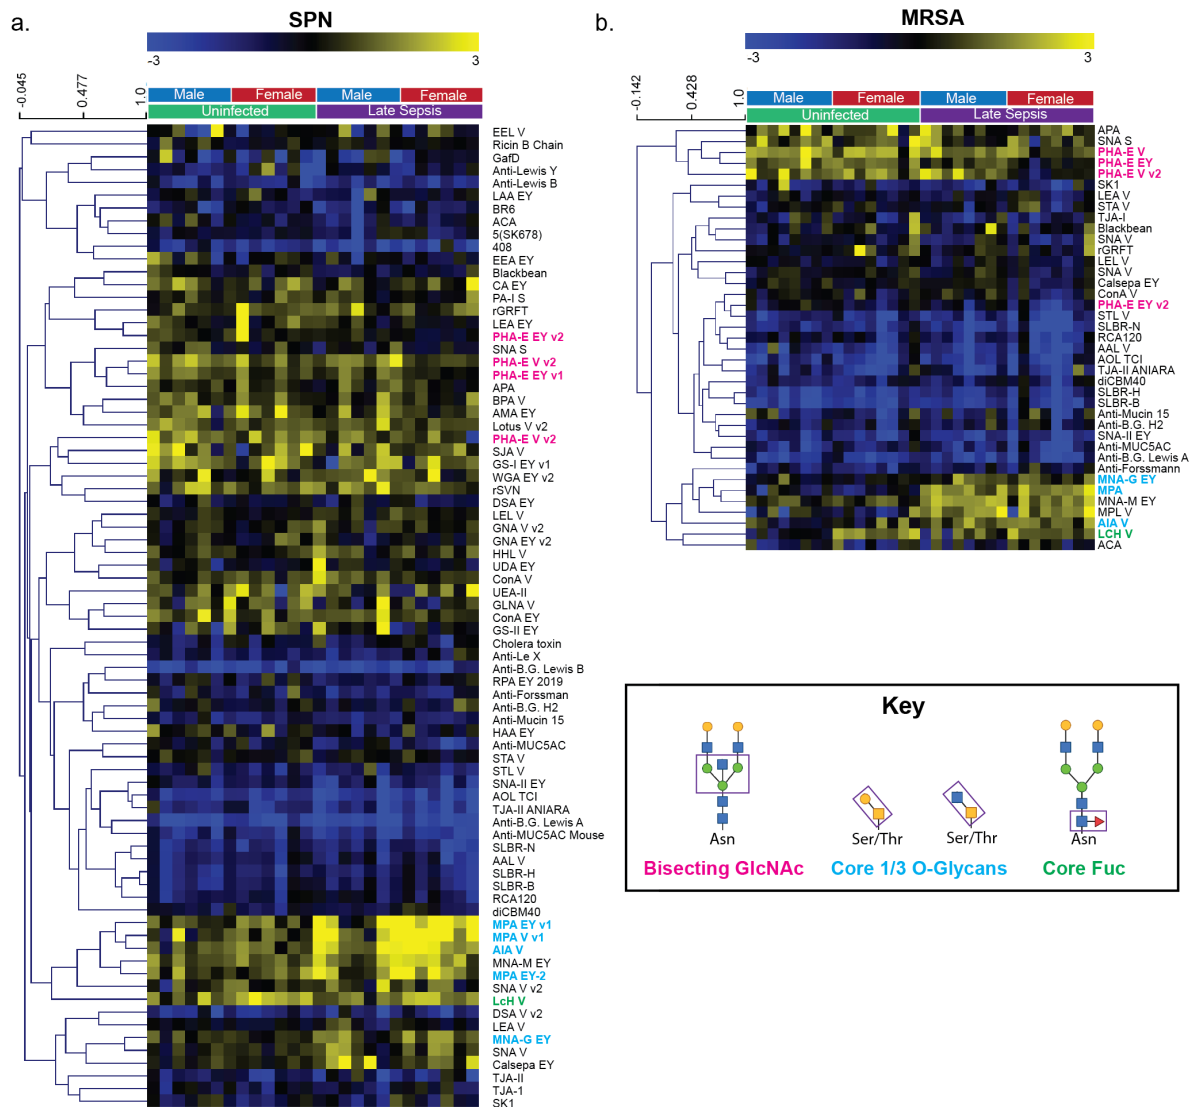 a.
SPN
-3
3
-0.045
0.477
1.0
Male
Female
Male
Female
Uninfected
Late Sepsis
EEL V
Ricin B Chain
GafD
Anti-Lewis Y
Anti-Lewis B
LAA EY
BR6
ACA
5(SK678)
408
EEA EY
Blackbean
CA EY
PA-I S
rGRFT
LEA EY
PHA-E EY v2
SNA S
PHA-E V v2
PHA-E EY v1
APA
BPA V
AMA EY
Lotus V v2
PHA-E V v2
SJA V
GS-I EY v1
WGA EY v2
rSVN
DSA EY
LEL V
GNA V v2
GNA EY v2
HHL V
UDA EY
ConA V
UEA-II
GLNA V
ConA EY
GS-II EY
Cholera toxin
Anti-Le X
Anti-B.G. Lewis B
RPA EY 2019
Anti-Forssman
Anti-B.G. H2
Anti-Mucin 15
HAA EY
Anti-MUC5AC
STA V
STL V
SNA-II EY
AOL TCI
TJA-II ANIARA
Anti-B.G. Lewis A
Anti-MUC5AC Mouse
SLBR-N
AAL V
SLBR-H
SLBR-B
RCA120
diCBM40
MPA EY v1
MPA V v1
AIA V
MNA-M EY
MPA EY-2
SNA V v2
LcH V
DSA V v2
LEA V
MNA-G EY
SNA V
Calsepa EY
TJA-II
TJA-1
SK1
b.
MRSA
-3
3
-0.142
0.428
1.0
Male
Female
Male
Female
Uninfected
Late Sepsis
APA
SNA S
PHA-E V
PHA-E EY
PHA-E V v2
SK1
LEA V
STA V
TJA-I
Blackbean
SNA V
rGRFT
LEL V
SNA V
Calsepa EY
ConA V
PHA-E EY v2
STL V
SLBR-N
RCA120
AAL V
AOL TCI
TJA-II ANIARA
diCBM40
SLBR-H
SLBR-B
Anti-Mucin 15
Anti-B.G. H2
SNA-II EY
Anti-MUC5AC
Anti-B.G. Lewis A
Anti-Forssmann
MNA-G EY
MPA
MNA-M EY
MPL V
AIA V
LCH V
ACA
Key
Asn
Ser/Thr
Ser/Thr
Asn
Bisecting GlcNAc
Core 1/3 O-Glycans
Core Fuc